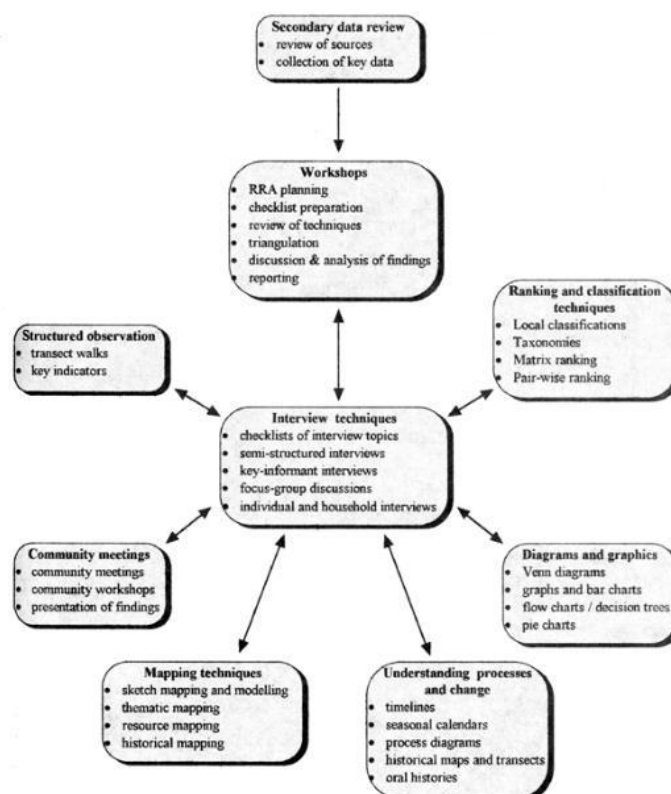 Secondary data review
• review of sources
• collection of key data
Workshops
• RRA planning
• checklist preparation
• review of techniques
• triangulation
• discussion & analysis of findings
• reporting
Ranking and classification
techniques
• Local classifications
• Taxonomies
• Matrix ranking
• Pair-wise ranking
Structured observation
• transect walks
• key indicators
Interview techniques
• checklists of interview topics
• semi-structured interviews
• key-informant interviews
• focus-group discussions
• individual and household interviews
Community meetings
• community meetings
• community workshops
• presentation of findings
Diagrams and graphics
• Venn diagrams
• graphs and bar charts
• flow charts / decision trees
• pie charts
Mapping techniques
• sketch mapping and modelling
• thematic mapping
• resource mapping
• historical mapping
Understanding processes
and change
• timelines
• seasonal calendars
• process diagrams
• historical maps and transects
• oral histories